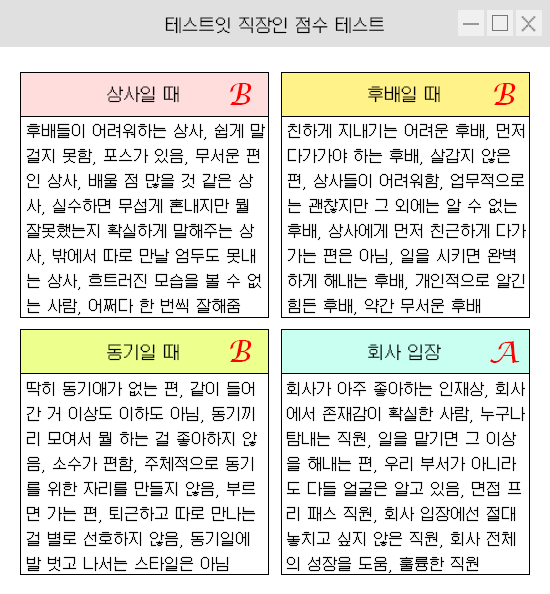 테스트잇 직장인 점수 테스트
상사일 때 B
후배들이 어려워하는 상사, 쉽게 말
걸지 못함, 포스가 있음, 무서운 편
인 상사, 배울 점 많을 것 같은 상
사, 실수하면 무섭게 혼내지만 뭘
잘못했는지 확실하게 말해주는 상
사, 밖에서 따로 만날 엄두도 못내
는 상사, 흐트러진 모습을 볼 수 없
는 사람, 어쩌다 한 번씩 잘해줌
후배일 때 B
친하게 지내기는 어려운 후배, 먼저
다가가야 하는 후배, 살갑지 않은
편, 상사들이 어려워함, 업무적으로
는 괜찮지만 그 외에는 알 수 없는
후배, 상사에게 먼저 친근하게 다가
가는 편은 아님, 일을 시키면 완벽
하게 해내는 후배, 개인적으로 알긴
힘든 후배, 약간 무서운 후배
동기일 때 B
딱히 동기애가 없는 편, 같이 들어
간 거 이상도 이하도 아님, 동기끼
리 모여서 뭘 하는 걸 좋아하지 않
음, 소수가 편함, 주체적으로 동기
를 위한 자리를 만들지 않음, 부르
면 가는 편, 퇴근하고 따로 만나는
걸 별로 선호하지 않음, 동기일에
발 벗고 나서는 스타일은 아님
회사 입장 A
회사가 아주 좋아하는 인재상, 회사
에서 존재감이 확실한 사람, 누구나
탐내는 직원, 일을 맡기면 그 이상
을 해내는 편, 우리 부서가 아니라
도 다들 얼굴은 알고 있음, 면접 프
리 패스 직원, 회사 입장에선 절대
놓치고 싶지 않은 직원, 회사 전체
의 성장을 도움, 훌륭한 직원